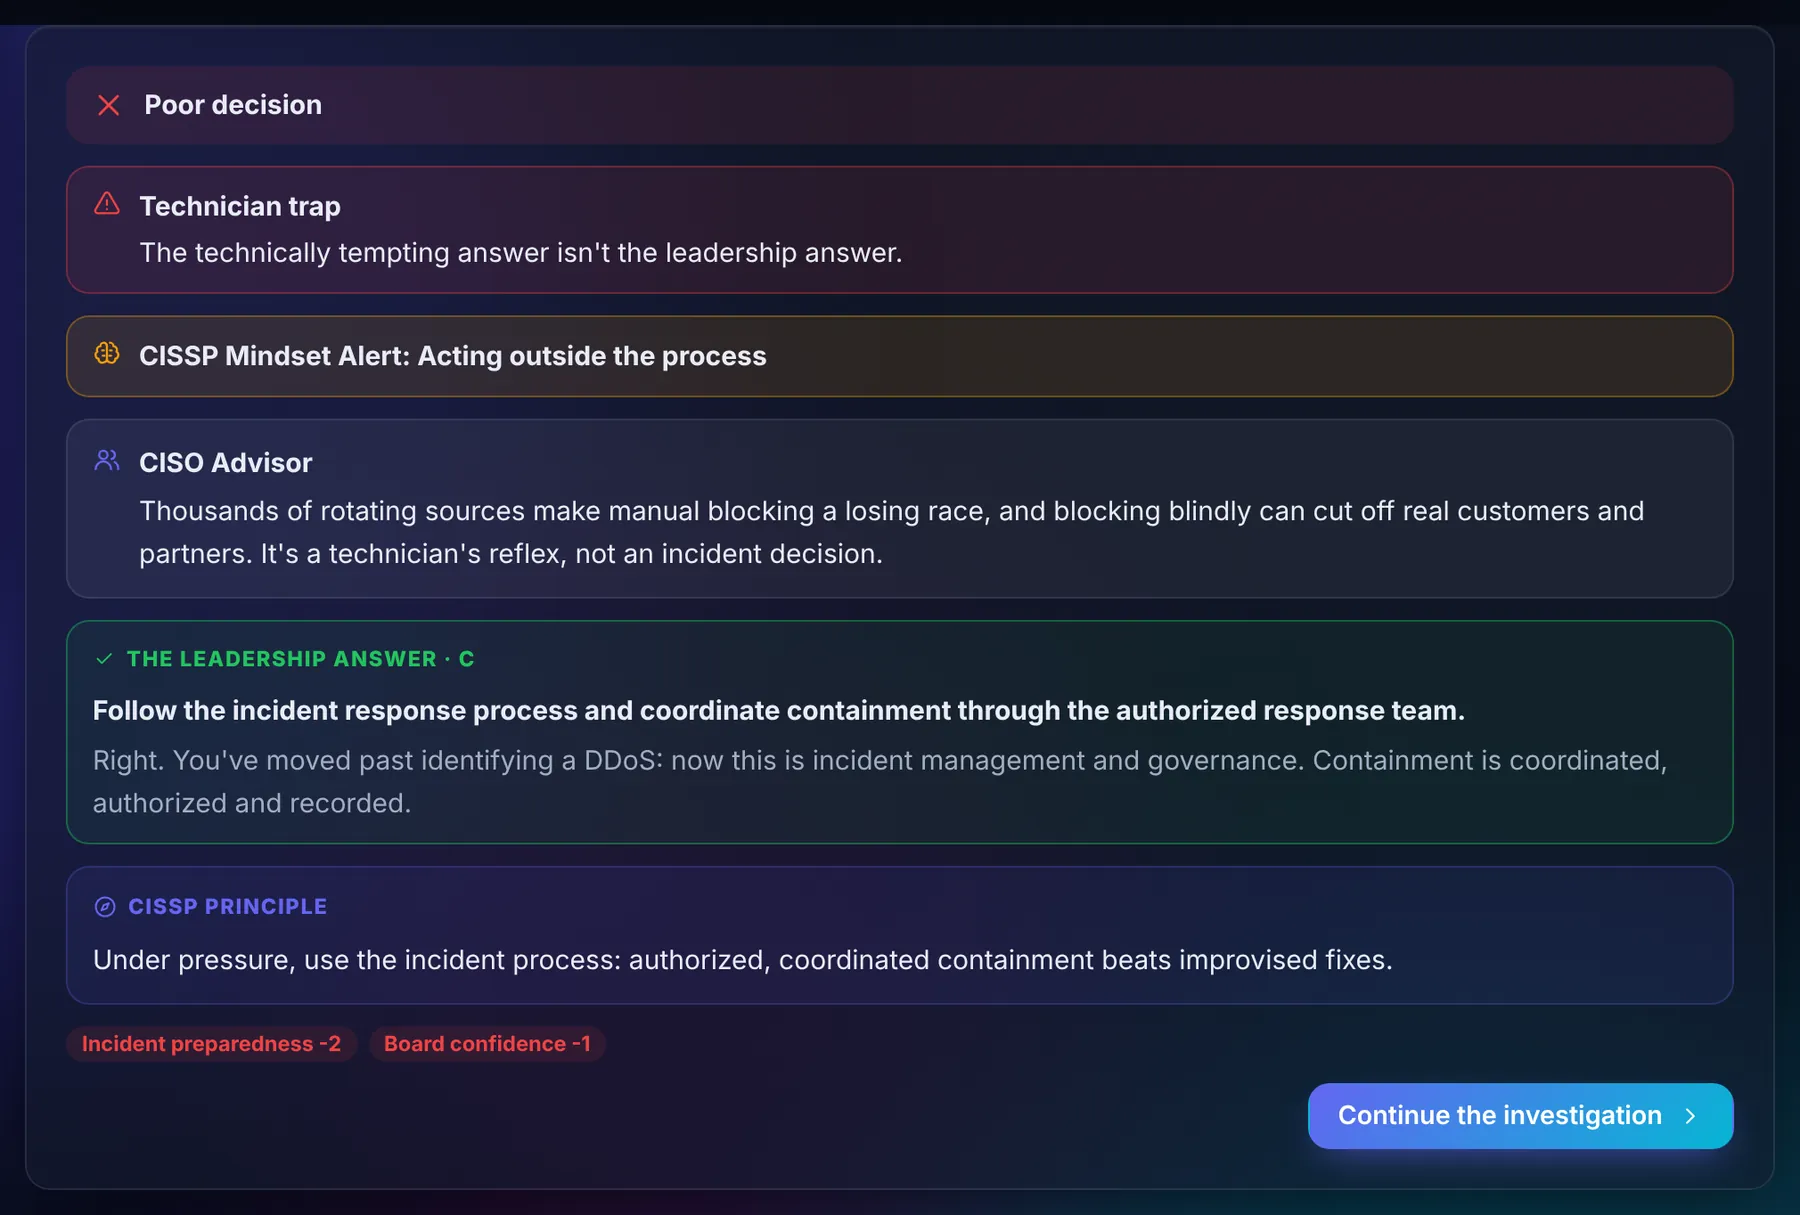 Poor decision
Technician trap
The technically tempting answer isn't the leadership answer.
CISSP Mindset Alert: Acting outside the process
CISO Advisor
Thousands of rotating sources make manual blocking a losing race, and blocking blindly can cut off real customers and
partners. It's a technician's reflex, not an incident decision.
THE LEADERSHIP ANSWER · C
Follow the incident response process and coordinate containment through the authorized response team.
Right. You've moved past identifying a DDoS: now this is incident management and governance. Containment is coordinated,
authorized and recorded.
CISSP PRINCIPLE
Under pressure, use the incident process: authorized, coordinated containment beats improvised fixes.
Incident preparedness -2 Board confidence -1
Continue the investigation